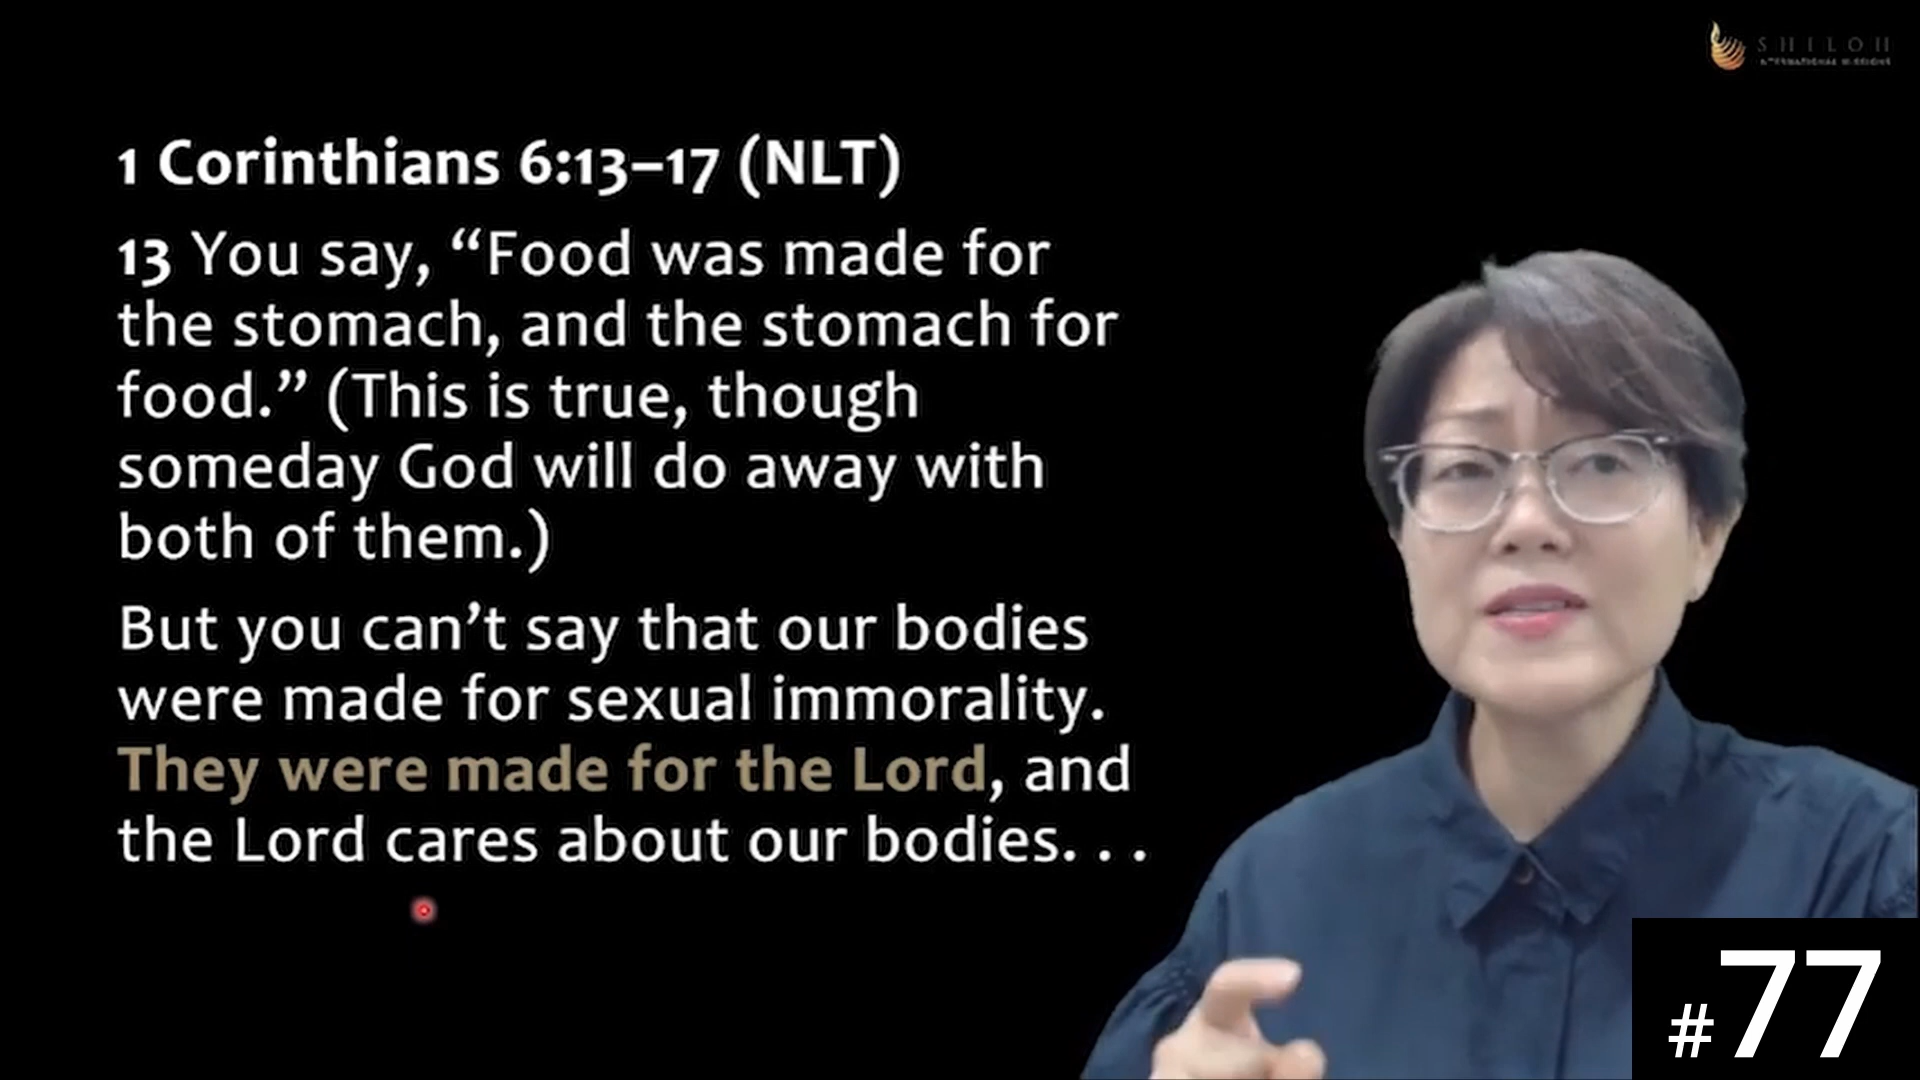 SHILOH
INTERNATIONAL MISSIONS
1 Corinthians 6:13–17 (NLT)
13 You say, “Food was made for
the stomach, and the stomach for
food.” (This is true, though
someday God will do away with
both of them.)
But you can’t say that our bodies
were made for sexual immorality.
They were made for the Lord, and
the Lord cares about our bodies. . .
#77